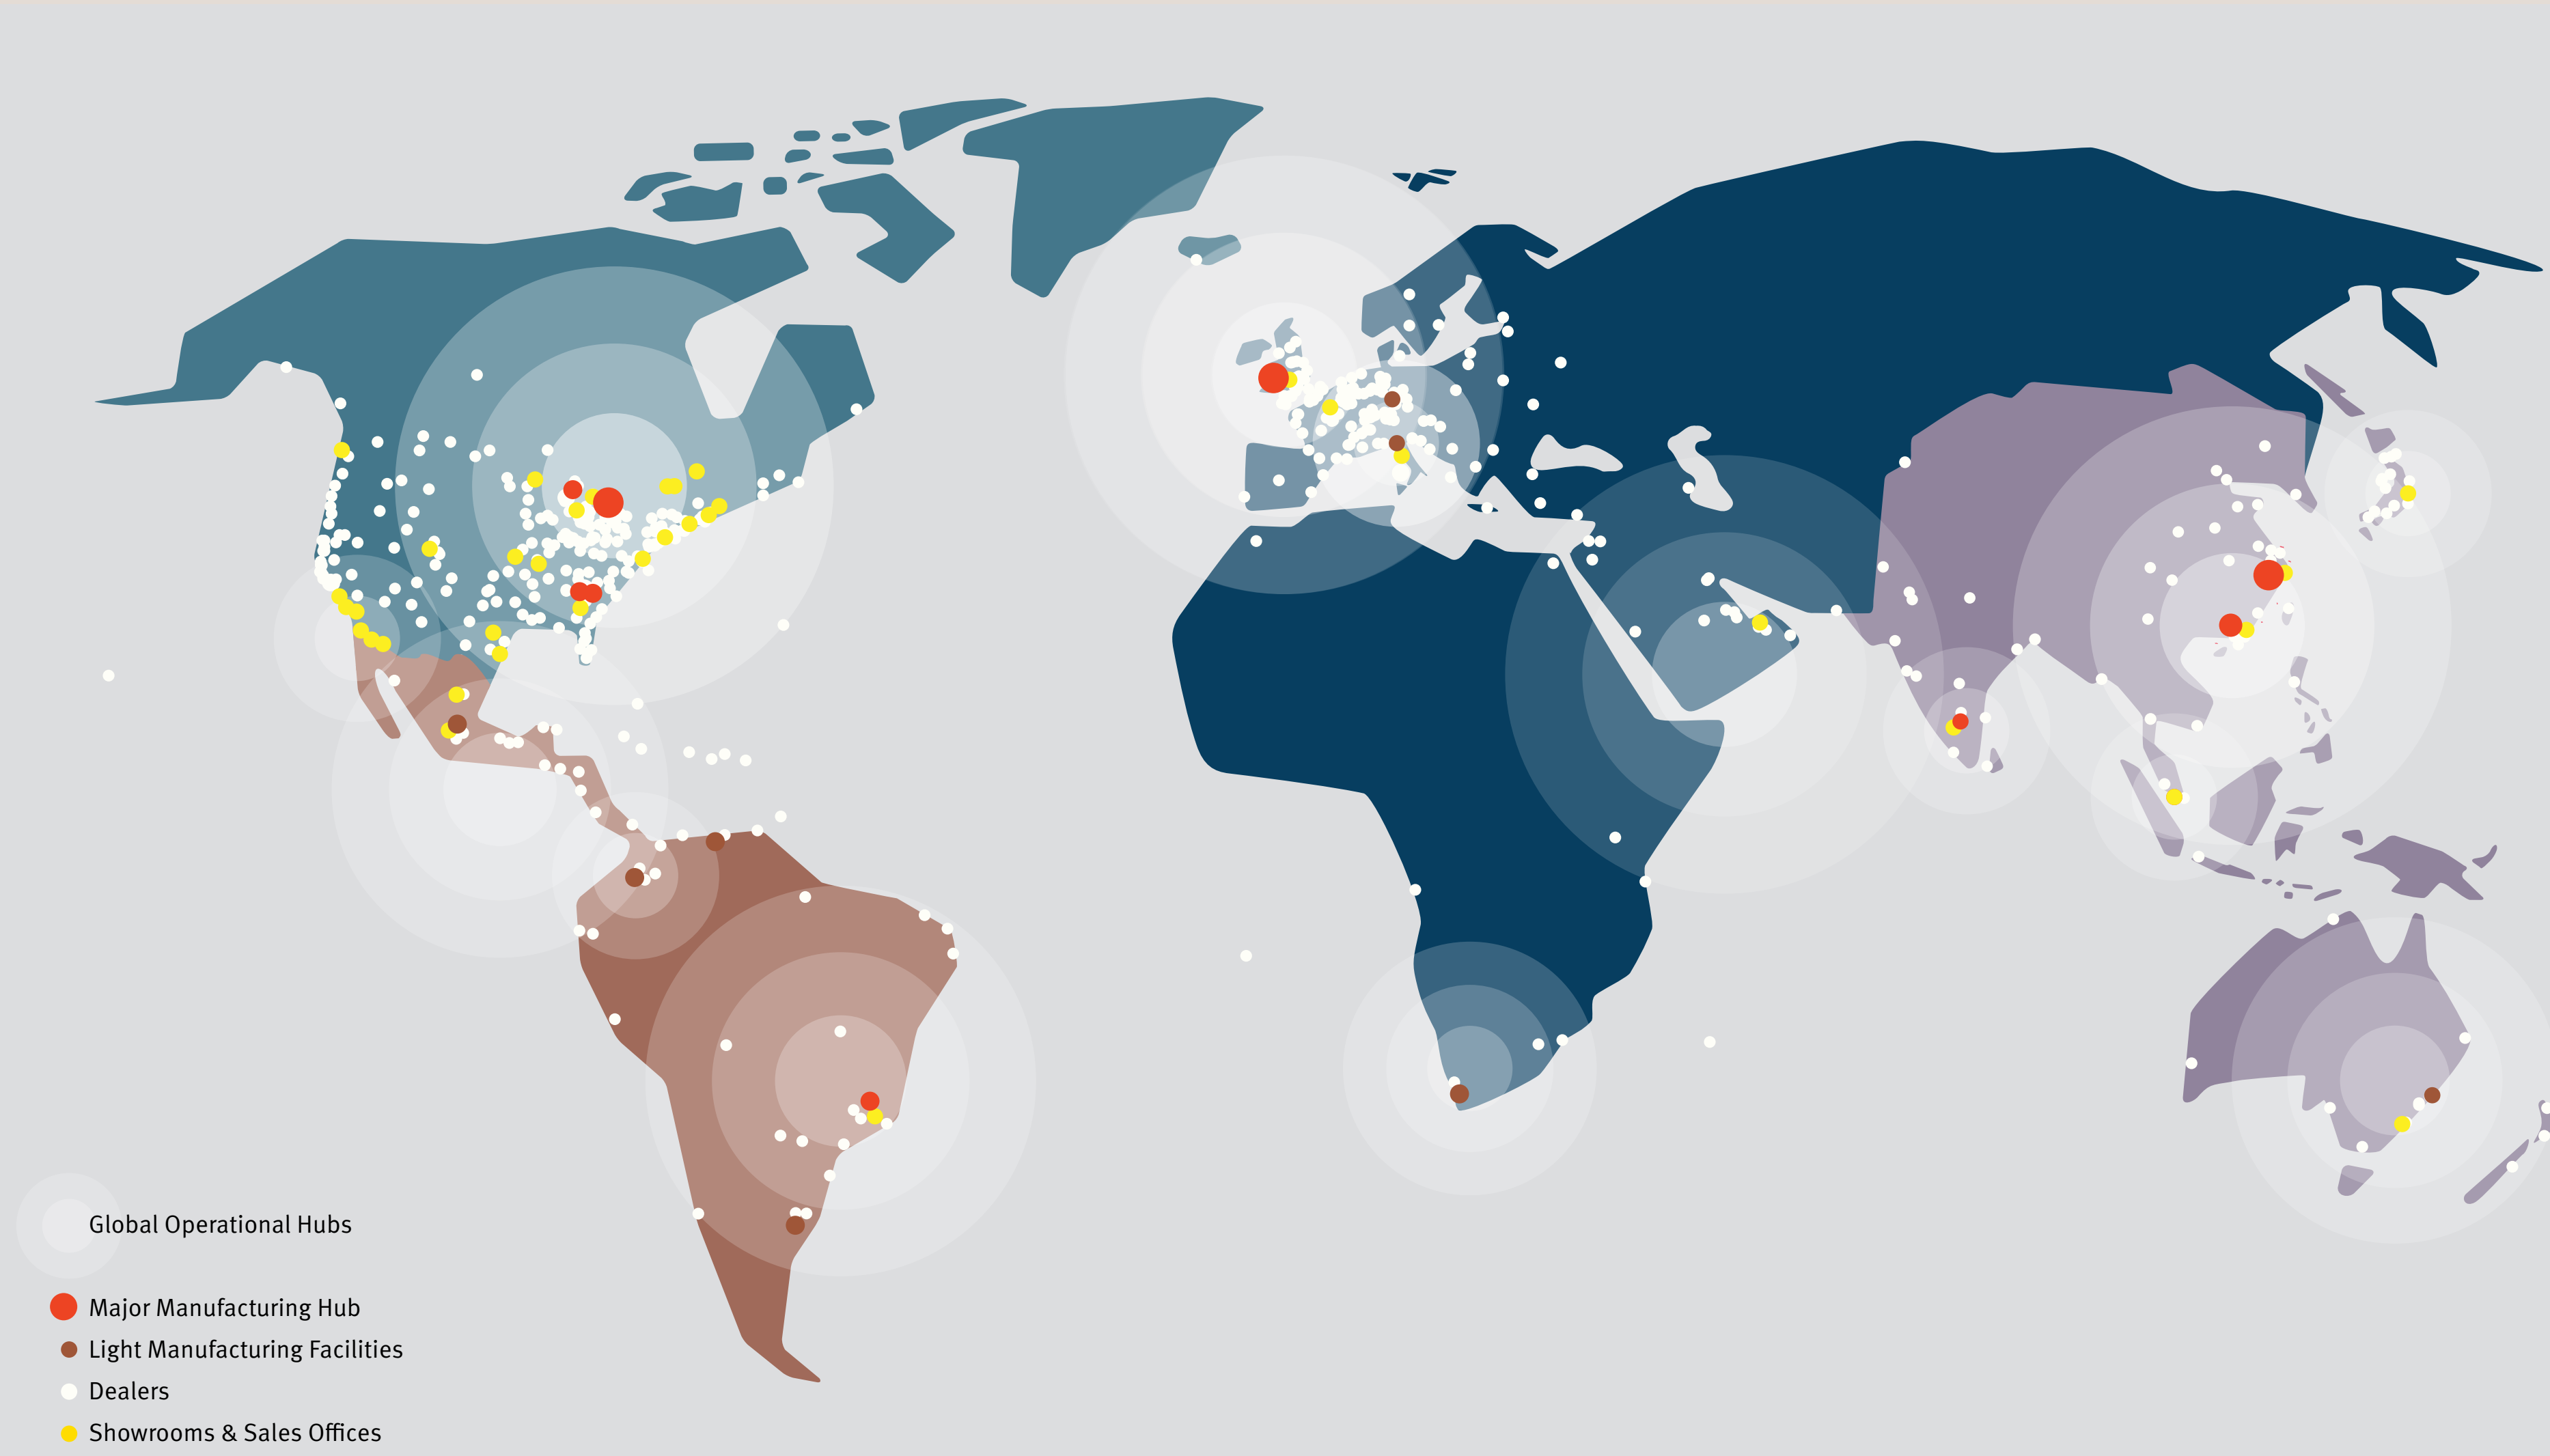 Global Operational Hubs
Major Manufacturing Hub
Light Manufacturing Facilities
Dealers
Showrooms & Sales Offices